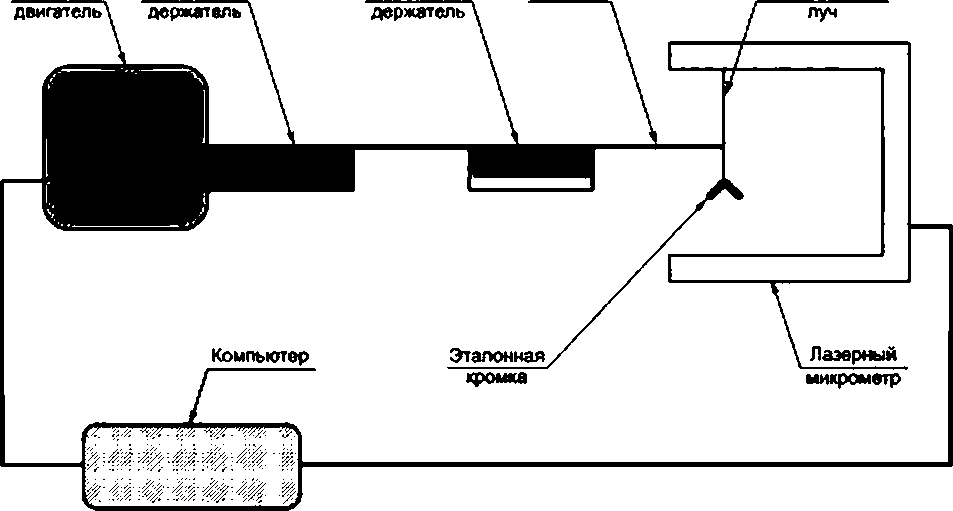 двигатель
держатель
держатель
луч
Компьютер
Эталонная
кромка
Лазерный
микрометр